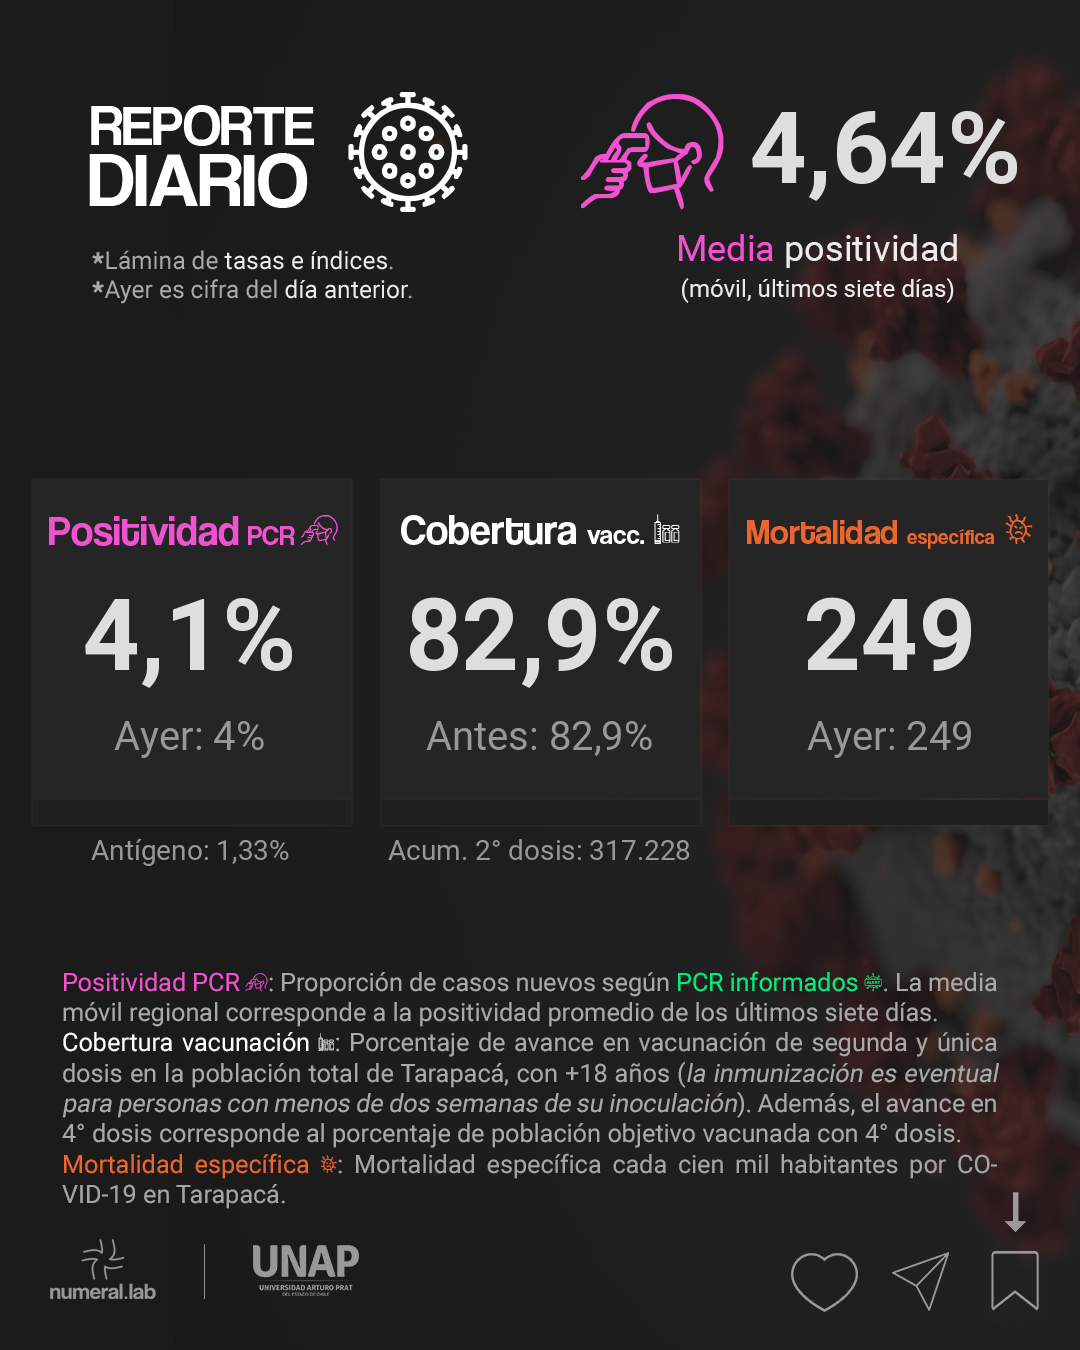 REPORTE
DIARIO
*Lámina de tasas e índices.
*Ayer es cifra del día anterior.
4,64%
Media positividad
(móvil, últimos siete días)
Positividad PCR
4,1%
Ayer: 4%
Antígeno: 1,33%
Cobertura vacc.
82,9%
Antes: 82,9%
Acum. 2° dosis: 317.228
Mortalidad específica
249
Ayer: 249
Positividad PCR : Proporción de casos nuevos según PCR informados . La media
móvil regional corresponde a la positividad promedio de los últimos siete días.
Cobertura vacunación : Porcentaje de avance en vacunación de segunda y única
dosis en la población total de Tarapacá, con +18 años (la inmunización es eventual
para personas con menos de dos semanas de su inoculación). Además, el avance en
4° dosis corresponde al porcentaje de población objetivo vacunada con 4° dosis.
Mortalidad específica : Mortalidad específica cada cien mil habitantes por CO-
VID-19 en Tarapacá.
numeral.lab
UNAP
UNIVERSIDAD ARTURO PRAT
DEL ESTADO DE CHILE